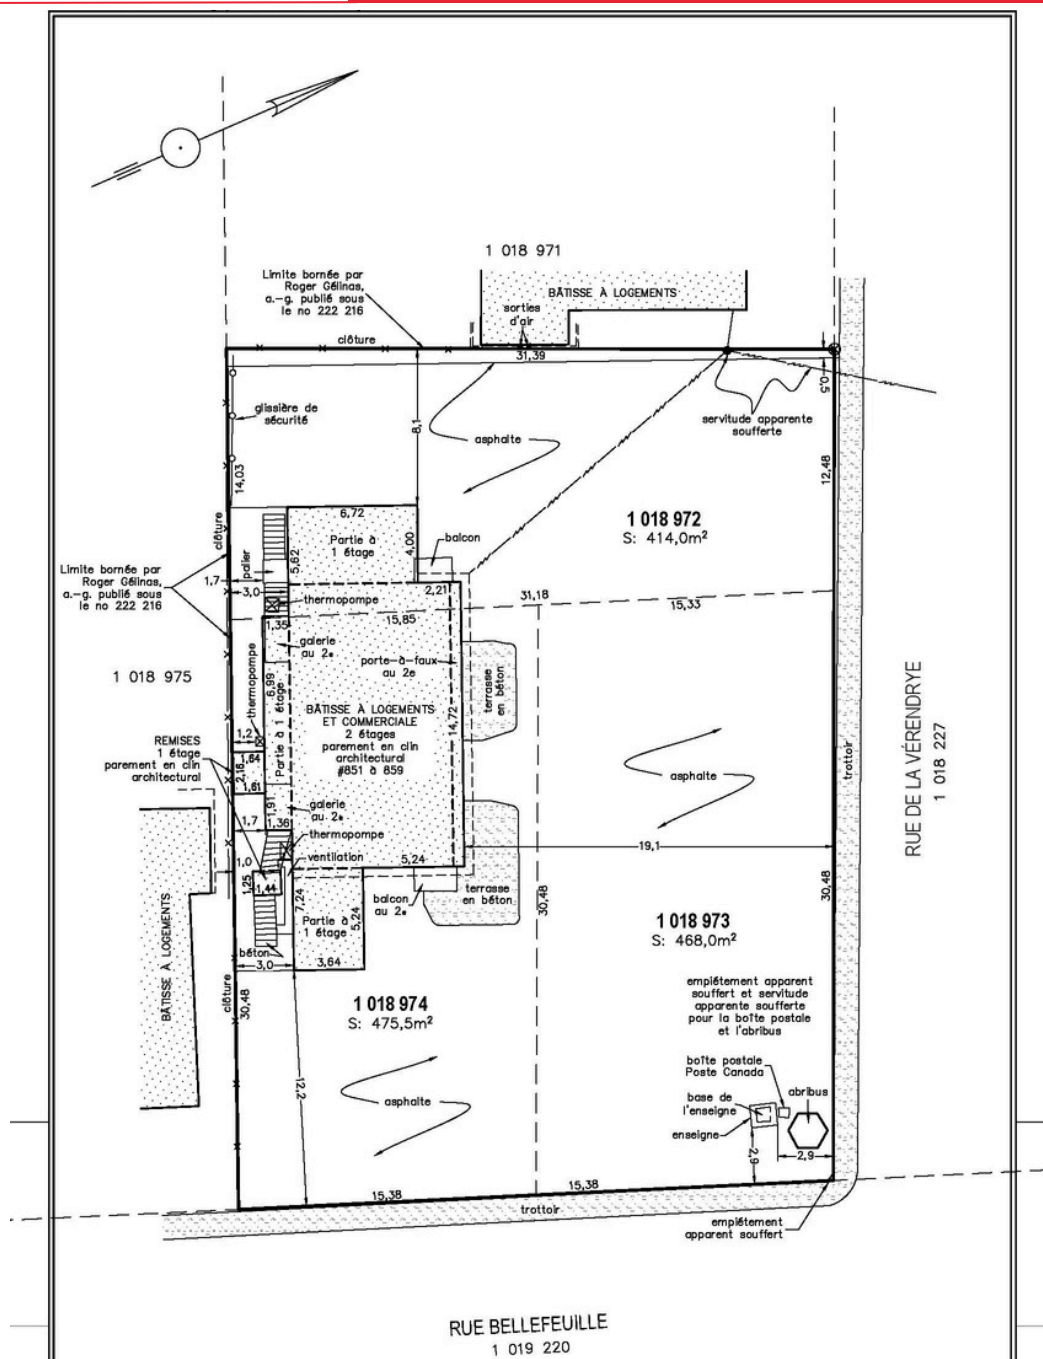 1 018 971
Limite bornée par
Roger Gélinas,
a.-g. publié sous
le no 222 216
BÂTISSE À LOGEMENTS
sorties
d'air
clôture
31,39
0,5
glissière de
sécurité
8,1
asphalte
servitude apparente
soufferte
14,03
12,48
clôture
6,72
Partie à
1 étage
4,00
balcon
5,62
palier
1 018 972
S: 414,0m²
Limite bornée par
Roger Gélinas,
a.-g. publié sous
le no 222 216
1,7
3,0
thermopompe
2,21
31,18
15,33
1,35
15,85
galerie
au 2e
porte-à-faux
au 2e
1 018 975
thermopompe
6,99
Partie à 1 étage
terrasse
en béton
BÂTISSE À LOGEMENTS
ET COMMERCIALE
2 étages
parement en clin
architectural
#851 à 859
14,72
REMISES
1 étage
parement en clin
architectural
1,2
1,64
2,16
1,61
1,91
galerie
au 2e
asphalte
trottoir
RUE DE LA VÉRENDRYE
1 018 227
1,7
1,36
thermopompe
1,0
ventilation
5,24
19,1
1,25
1,44
7,24
balcon
au 2e
terrasse
en béton
30,48
30,48
Partie à
1 étage
5,24
1 018 973
S: 468,0m²
BÂTISSE À LOGEMENTS
béton
3,0
3,64
clôture
30,48
1 018 974
S: 475,5m²
empiétement apparent
souffert et servitude
apparente soufferte
pour la boîte postale
et l'abribus
12,2
asphalte
boîte postale
Poste Canada
base de
l'enseigne
abribus
enseigne
2,9
2,9
15,38
15,38
trottoir
empiétement
apparent souffert
RUE BELLEFEUILLE
1 019 220